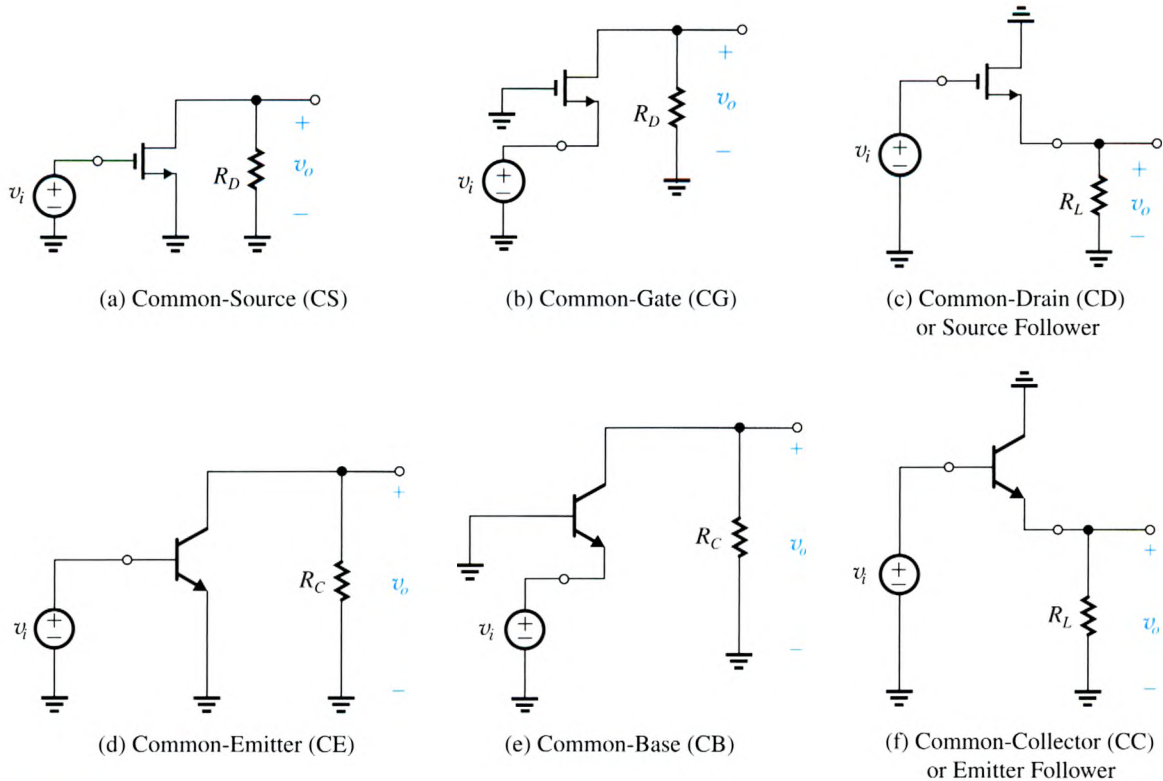 +
R_D
v_o
−
v_i
+
−
(a) Common-Source (CS)
+
R_D
v_o
−
v_i
+
−
(b) Common-Gate (CG)
v_i
+
−
+
R_L
v_o
−
(c) Common-Drain (CD)
or Source Follower
+
R_C
v_o
−
v_i
+
−
(d) Common-Emitter (CE)
+
R_C
v_o
−
v_i
+
−
(e) Common-Base (CB)
v_i
+
−
+
R_L
v_o
−
(f) Common-Collector (CC)
or Emitter Follower